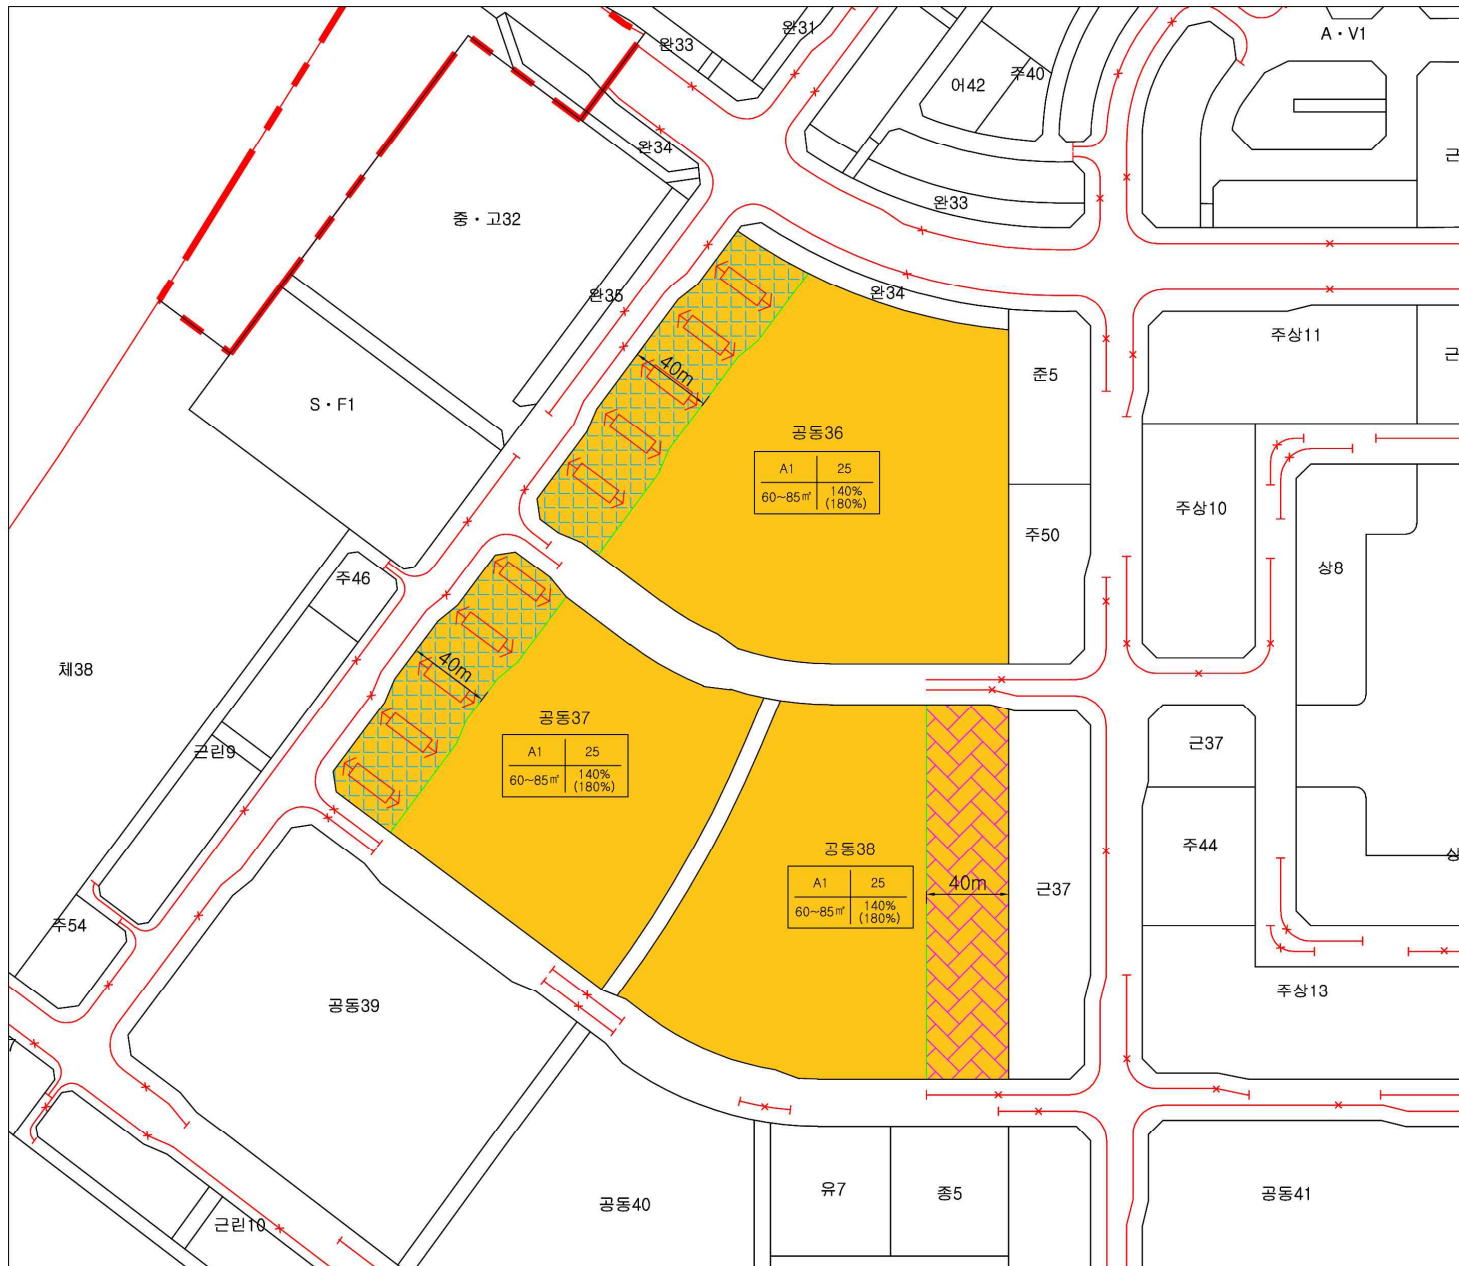 완33
완31
A・V1
어42
주40
완34
중・고32
완33
근
완35
완34
주상11
근
S・F1
준5
40m
공동36
A1 25
60~85㎡ 140%
(180%)
주상10
주50
상8
주46
체38
40m
공동37
A1 25
60~85㎡ 140%
(180%)
근린9
근37
주44
공동38
A1 25
60~85㎡ 140%
(180%)
40m
근37
상
주54
공동39
주상13
7
유7
종5
공동40
공동41
근린10